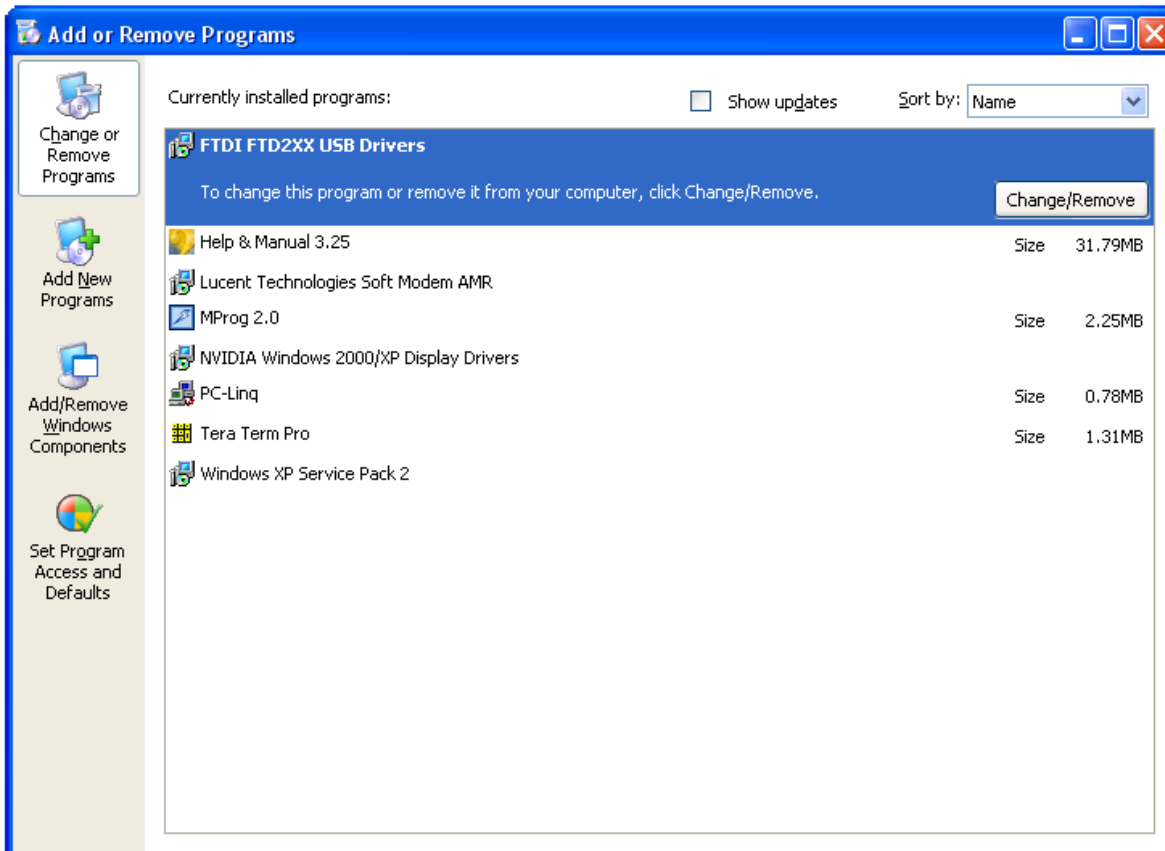 Add or Remove Programs
Change or
Remove
Programs
Add New
Programs
Add/Remove
Windows
Components
Set Program
Access and
Defaults
Currently installed programs:
Show updates
Sort by: Name
FTDI FTD2XX USB Drivers
To change this program or remove it from your computer, click Change/Remove.
Change/Remove
Help & Manual 3.25 Size 31.79MB
Lucent Technologies Soft Modem AMR
MProg 2.0 Size 2.25MB
NVIDIA Windows 2000/XP Display Drivers
PC-Linq Size 0.78MB
Tera Term Pro Size 1.31MB
Windows XP Service Pack 2